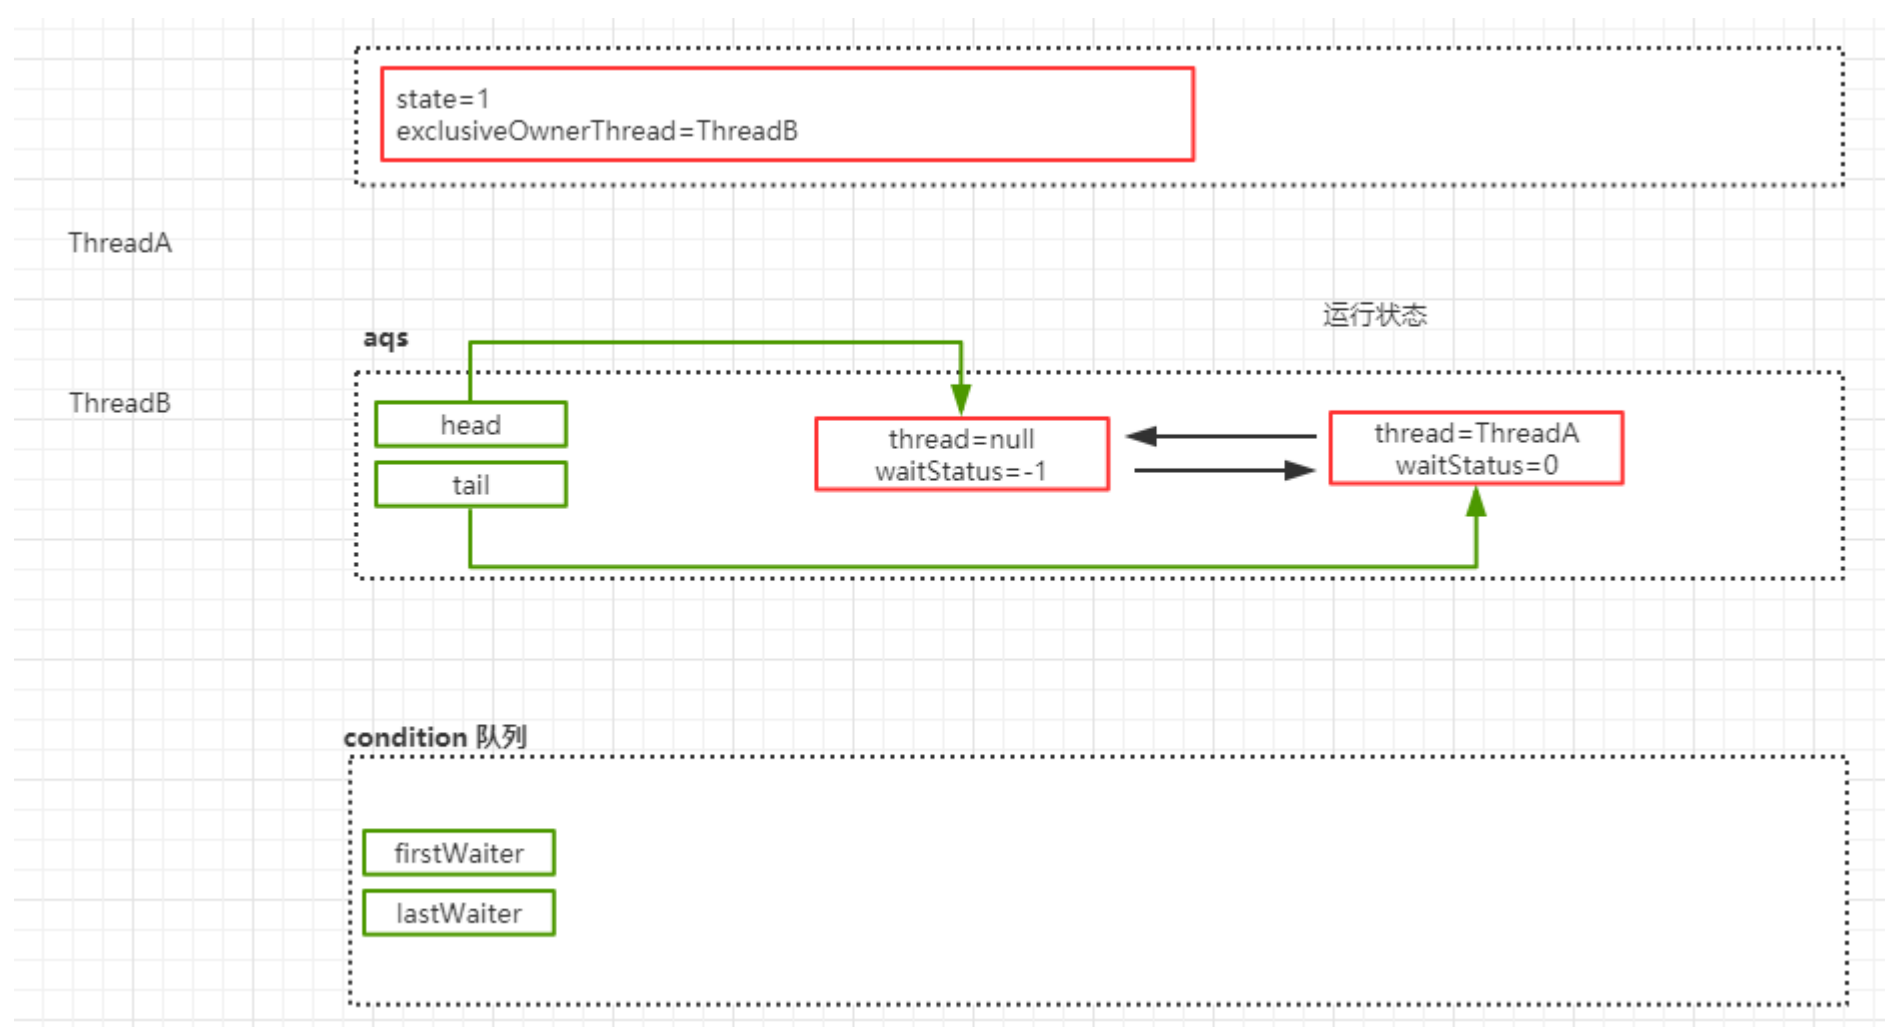 state=1
exclusiveOwnerThread=ThreadB
ThreadA
运行状态
aqs
ThreadB
head
tail
thread=null
waitStatus=-1
thread=ThreadA
waitStatus=0
condition 队列
firstWaiter
lastWaiter